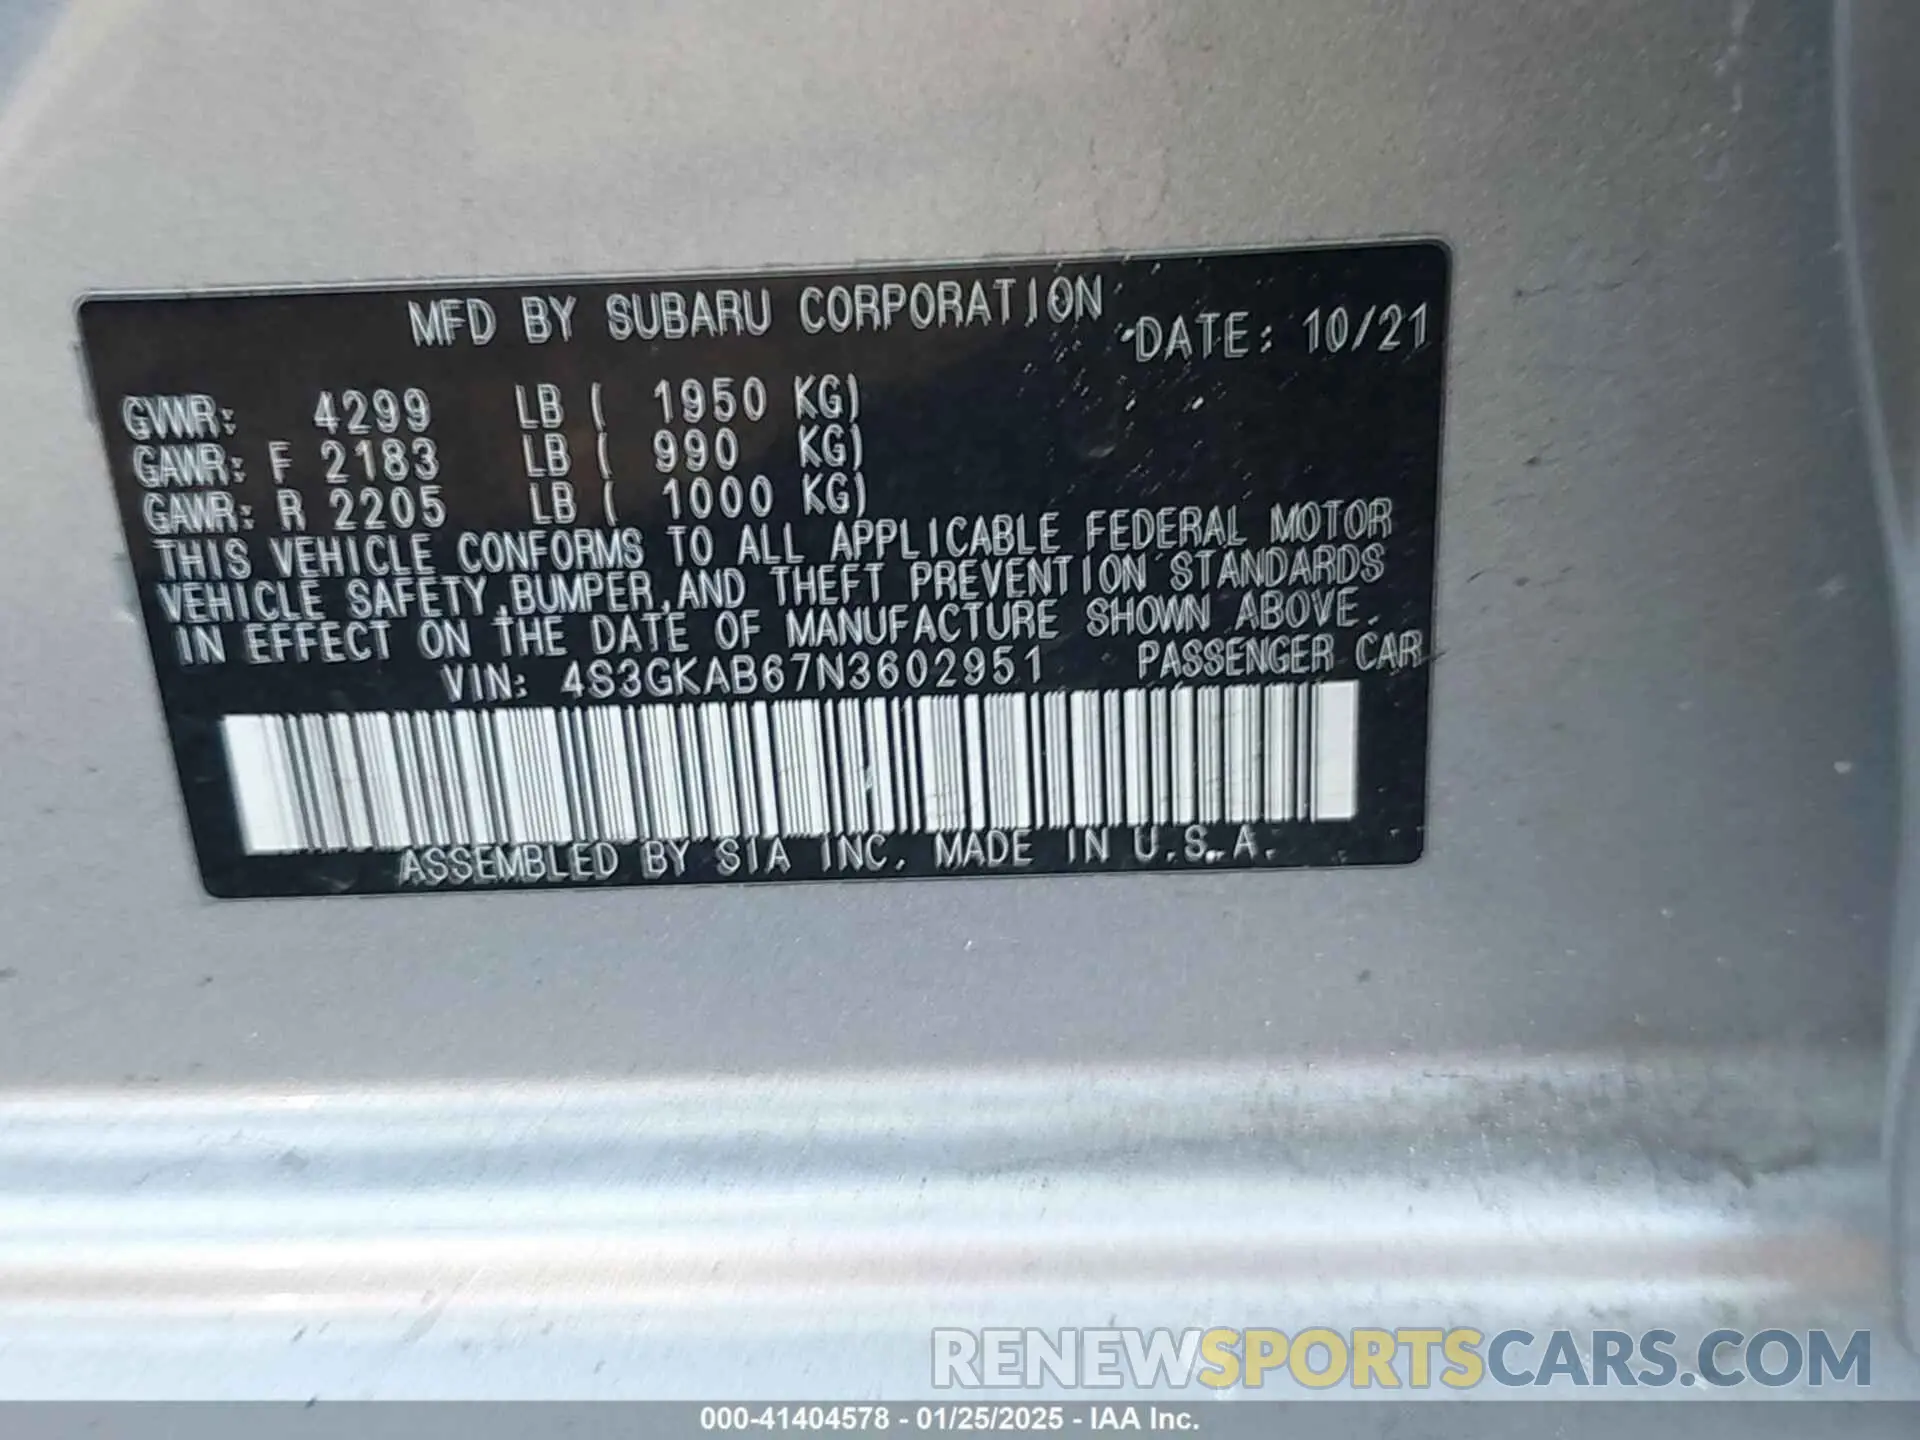 MFD BY SUBARU CORPORATION DATE: 10/21
GVWR: 4299 LB ( 1950 KG)
GAWR: F 2183 LB ( 990 KG)
GAWR: R 2205 LB ( 1000 KG)
THIS VEHICLE CONFORMS TO ALL APPLICABLE FEDERAL MOTOR
VEHICLE SAFETY,BUMPER,AND THEFT PREVENTION STANDARDS
IN EFFECT ON THE DATE OF MANUFACTURE SHOWN ABOVE.
VIN: 4S3GKAB67N3602951 PASSENGER CAR
ASSEMBLED BY SIA INC. MADE IN U.S.A.
RENEWSPORTSCARS.COM
000-41404578 - 01/25/2025 - IAA Inc.